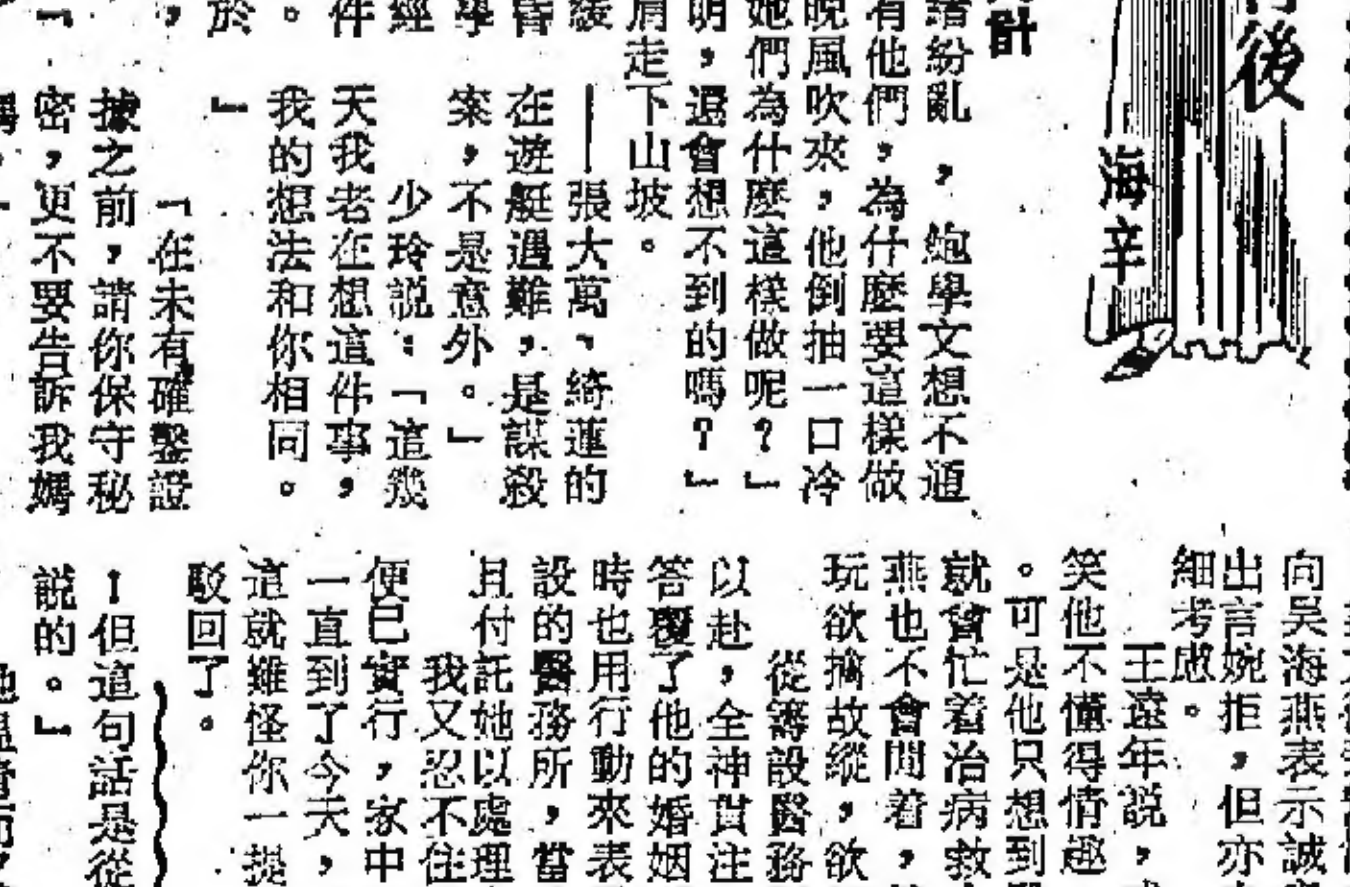 後
海辛
計
緒紛亂，鮑學文想不通
有他們，為什麼要這樣做
晚風吹來，他倒抽一口冷
她們為什麼這樣做呢？」
明，還會想不到的嗎？」
肩走下山坡。
——張大萬、綺蓮的
在遊艇遇難，是謀殺
案，不是意外。」
少玲説：「這幾
天我老在想這件事，
我的想法和你相同。
」
「在未有確鑿證
據之前，請你保守秘
密，更不要告訴我媽
向吳海燕表示誠
出言婉拒，但亦
細考慮。
王遠年説，
笑他不懂得情趣
。可是他只想到
就會忙着治病救
燕也不會閒着，
玩欲擒故縱，欲
從籌設醫務
以赴，全神貫注
答覆了他的婚姻
時也用行動來表
設的醫務所，當
且付託她以處理
我又忍不住
便已實行，家中
一直到了今天，
這就難怪你一提
駁回了。
！但這句話是從
説的。」